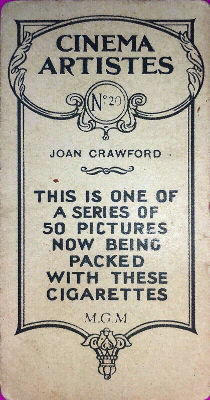 CINEMA
ARTISTES
No 20
JOAN CRAWFORD
THIS IS ONE OF
A SERIES OF
50 PICTURES
NOW BEING
PACKED
WITH THESE
CIGARETTES
M.G.M